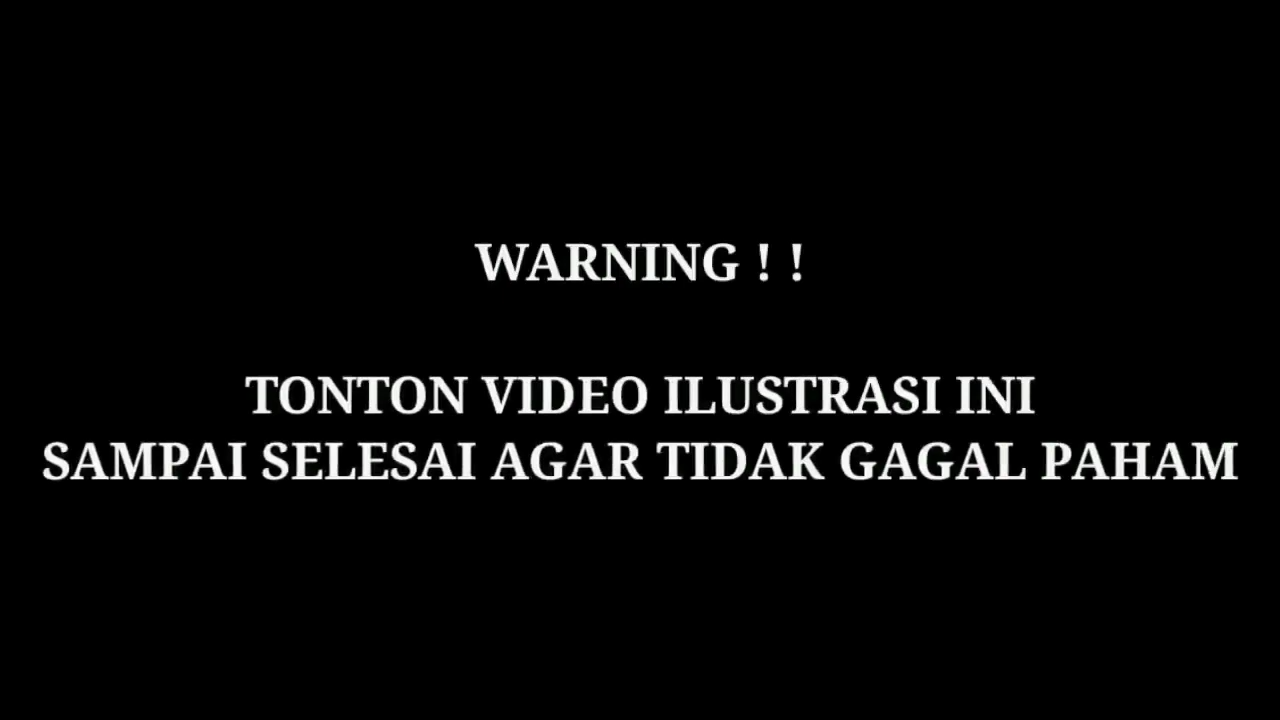 WARNING ! !
TONTON VIDEO ILUSTRASI INI
SAMPAI SELESAI AGAR TIDAK GAGAL PAHAM